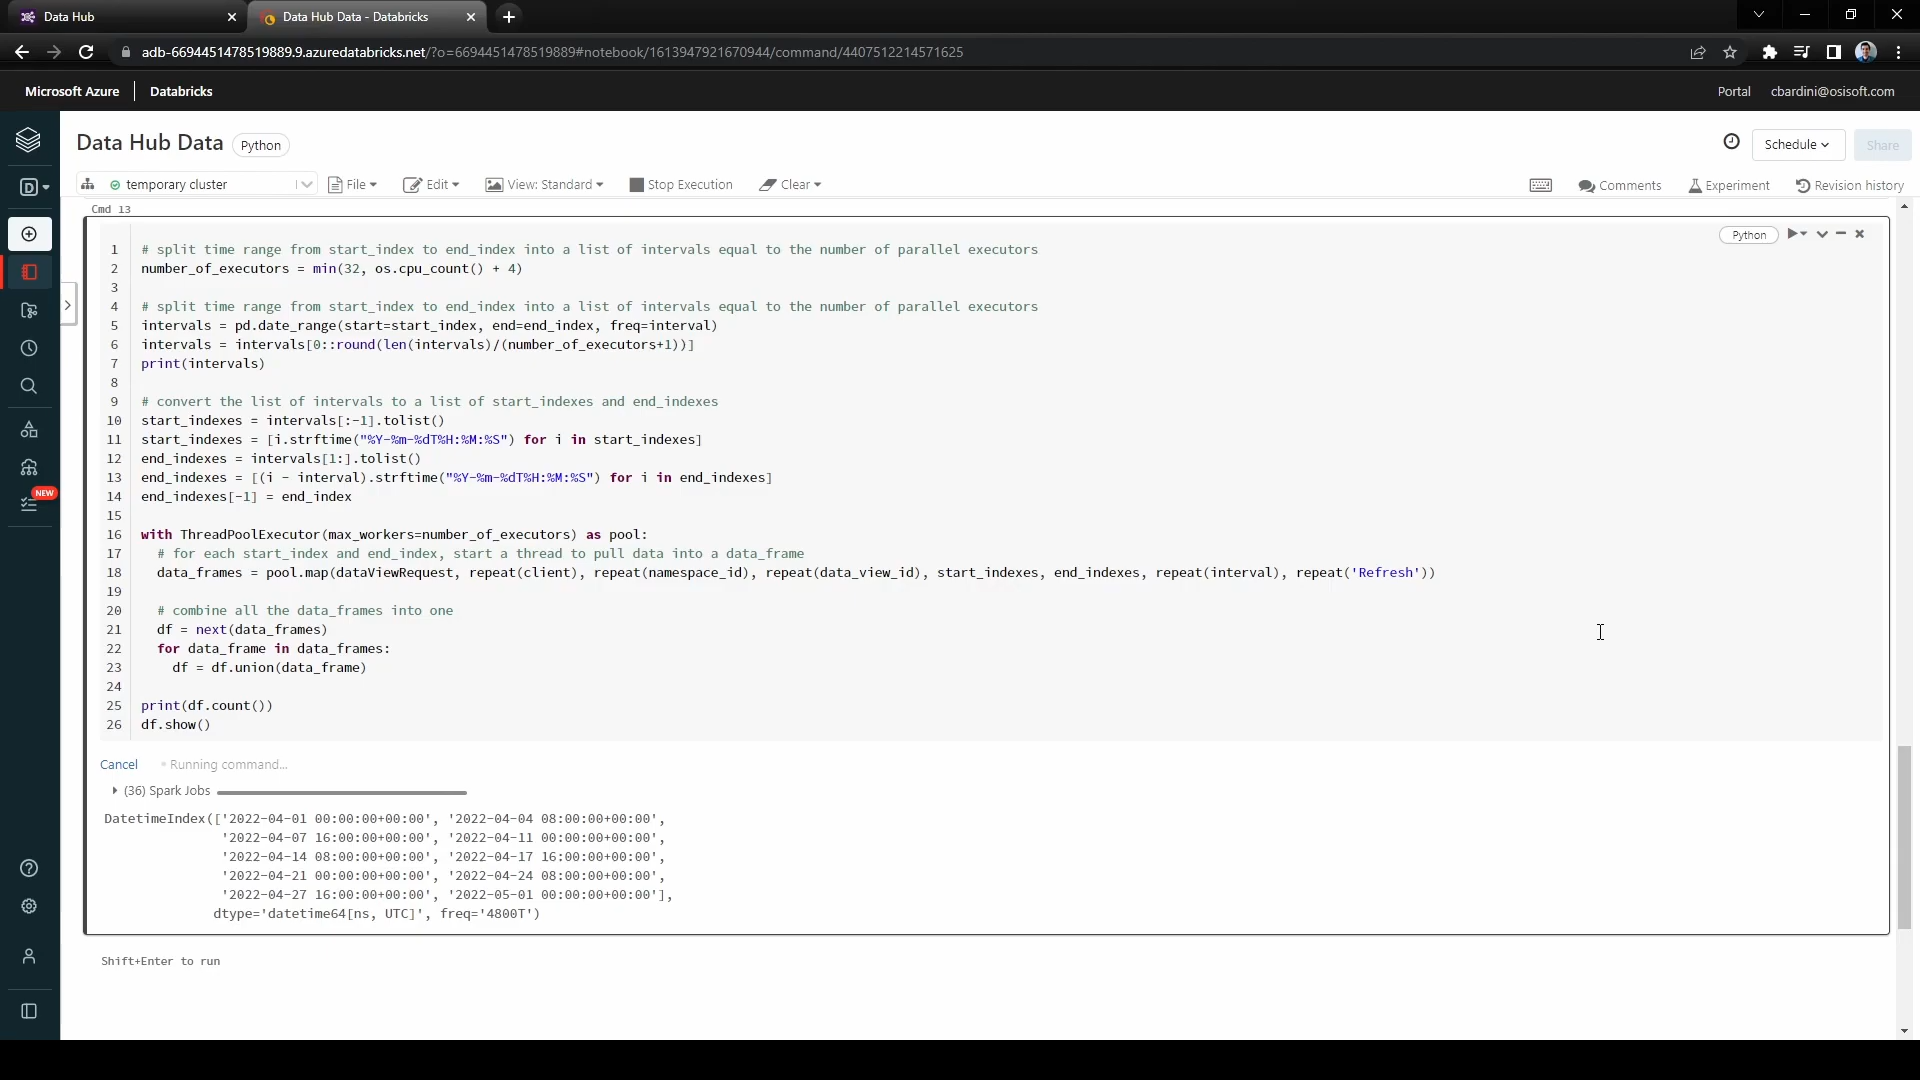 Data Hub
Data Hub Data - Databricks
adb-6694451478519889.9.azuredatabricks.net/?o=6694451478519889#notebook/1613947921670944/command/4407512214571625
Microsoft Azure
Databricks
Portal
cbardini@osisoft.com
Data Hub Data
Python
Schedule
Share
temporary cluster
File
Edit
View: Standard
Stop Execution
Clear
Comments
Experiment
Revision history
Cmd 13
Python
1 # split time range from start_index to end_index into a list of intervals equal to the number of parallel executors
2 number_of_executors = min(32, os.cpu_count() + 4)
3
4 # split time range from start_index to end_index into a list of intervals equal to the number of parallel executors
5 intervals = pd.date_range(start=start_index, end=end_index, freq=interval)
6 intervals = intervals[0::round(len(intervals)/(number_of_executors+1))]
7 print(intervals)
8
9 # convert the list of intervals to a list of start_indexes and end_indexes
10 start_indexes = intervals[:-1].tolist()
11 start_indexes = [i.strftime("%Y-%m-%dT%H:%M:%S") for i in start_indexes]
12 end_indexes = intervals[1:].tolist()
13 end_indexes = [(i - interval).strftime("%Y-%m-%dT%H:%M:%S") for i in end_indexes]
14 end_indexes[-1] = end_index
15
16 with ThreadPoolExecutor(max_workers=number_of_executors) as pool:
17 # for each start_index and end_index, start a thread to pull data into a data_frame
18 data_frames = pool.map(dataViewRequest, repeat(client), repeat(namespace_id), repeat(data_view_id), start_indexes, end_indexes, repeat(interval), repeat('Refresh'))
19
20 # combine all the data_frames into one
21 df = next(data_frames)
22 for data_frame in data_frames:
23 df = df.union(data_frame)
24
25 print(df.count())
26 df.show()
Cancel
Running command...
(36) Spark Jobs
DatetimeIndex(['2022-04-01 00:00:00+00:00', '2022-04-04 08:00:00+00:00',
'2022-04-07 16:00:00+00:00', '2022-04-11 00:00:00+00:00',
'2022-04-14 08:00:00+00:00', '2022-04-17 16:00:00+00:00',
'2022-04-21 00:00:00+00:00', '2022-04-24 08:00:00+00:00',
'2022-04-27 16:00:00+00:00', '2022-05-01 00:00:00+00:00'],
dtype='datetime64[ns, UTC]', freq='4800T')
Shift+Enter to run
D
NEW